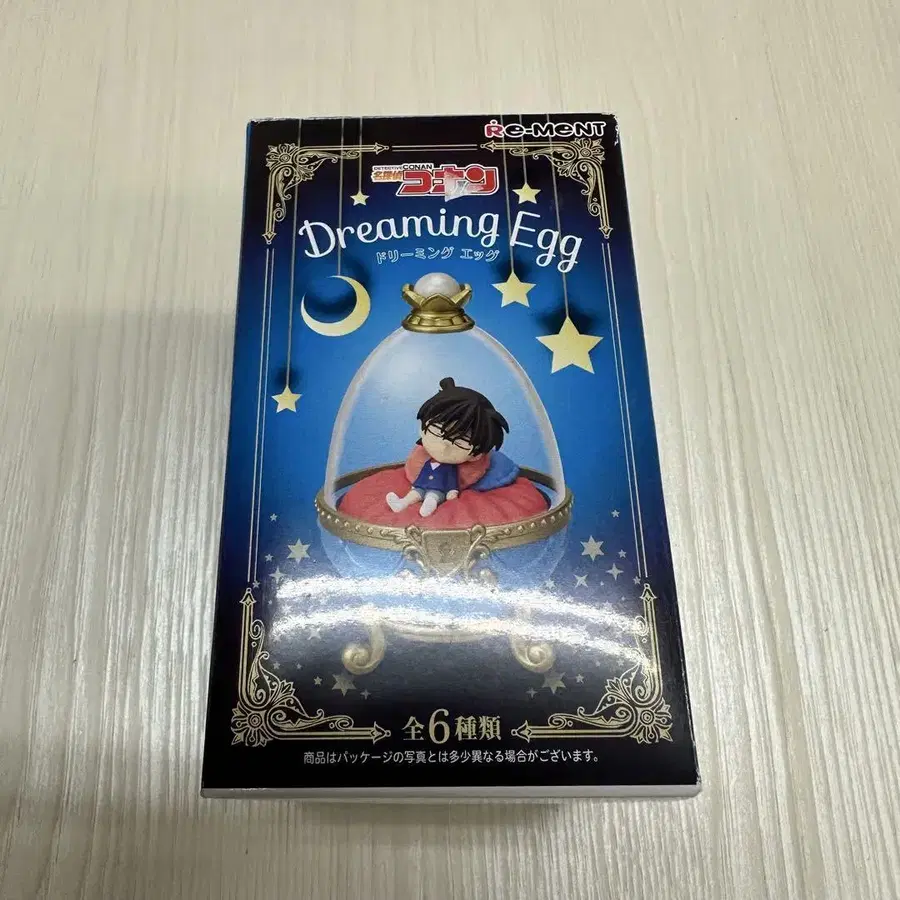 Re-MeNT
DETECTIVE CONAN
名探偵コナン
Dreaming Egg
ドリーミング エッグ
全6種類
商品はパッケージの写真とは多少異なる場合がございます。